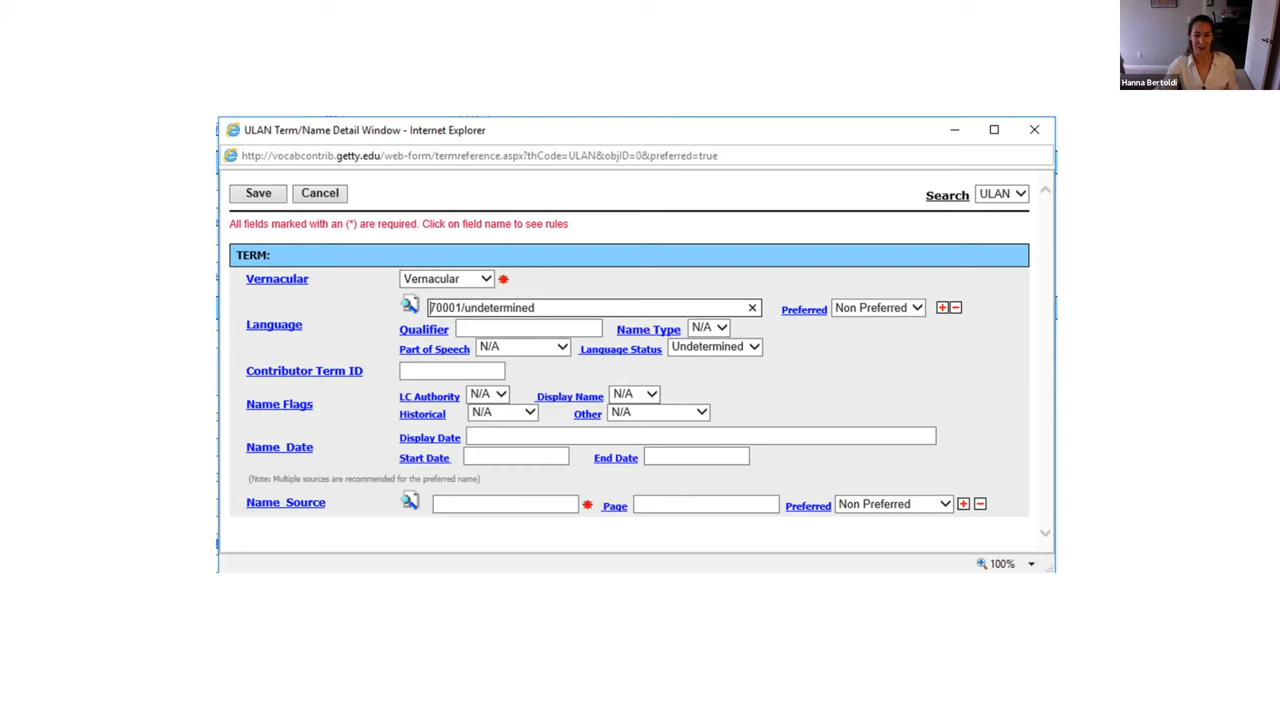 Hanna Bertoldi
ULAN Term/Name Detail Window - Internet Explorer
http://vocabcontrib.getty.edu/web-form/termreference.aspx?thCode=ULAN&objID=0&preferred=true
Save Cancel Search ULAN
All fields marked with an (*) are required. Click on field name to see rules
TERM:
Vernacular Vernacular *
70001/undetermined Preferred Non Preferred
Language Qualifier Name Type N/A
Part of Speech N/A Language Status Undetermined
Contributor Term ID
Name Flags LC Authority N/A Display Name N/A
Historical N/A Other N/A
Name Date Display Date
Start Date End Date
(Note: Multiple sources are recommended for the preferred name)
Name Source * Page Preferred Non Preferred
100%